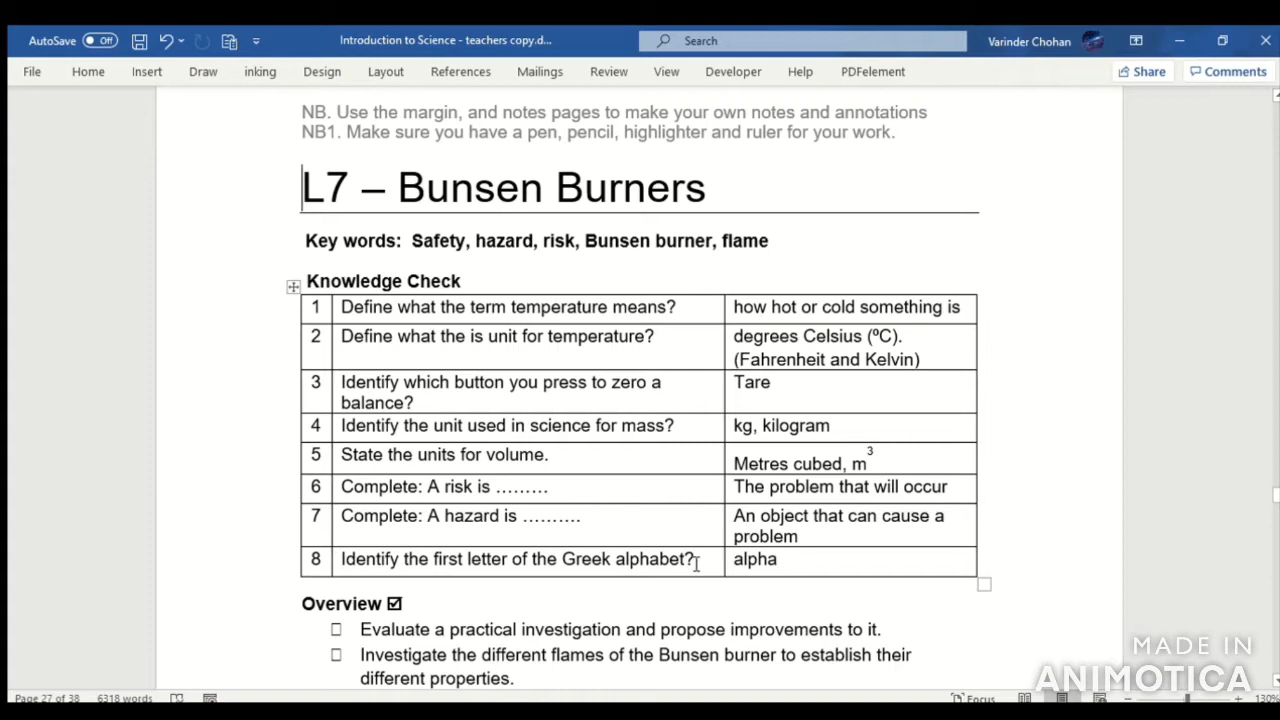 AutoSave Off Introduction to Science - teachers copy.d... Search Varinder Chohan
File Home Insert Draw inking Design Layout References Mailings Review View Developer Help PDFelement Share Comments
NB. Use the margin, and notes pages to make your own notes and annotations
NB1. Make sure you have a pen, pencil, highlighter and ruler for your work.
L7 – Bunsen Burners
Key words: Safety, hazard, risk, Bunsen burner, flame
Knowledge Check
1 Define what the term temperature means? how hot or cold something is
2 Define what the is unit for temperature? degrees Celsius (ºC).
(Fahrenheit and Kelvin)
3 Identify which button you press to zero a Tare
balance?
4 Identify the unit used in science for mass? kg, kilogram
5 State the units for volume. Metres cubed, m³
6 Complete: A risk is ……… The problem that will occur
7 Complete: A hazard is ………. An object that can cause a
problem
8 Identify the first letter of the Greek alphabet? alpha
Overview ☑
☐ Evaluate a practical investigation and propose improvements to it.
☐ Investigate the different flames of the Bunsen burner to establish their
different properties.
MADE IN
ANIMOTICA
Page 27 of 38 6318 words Focus 130%